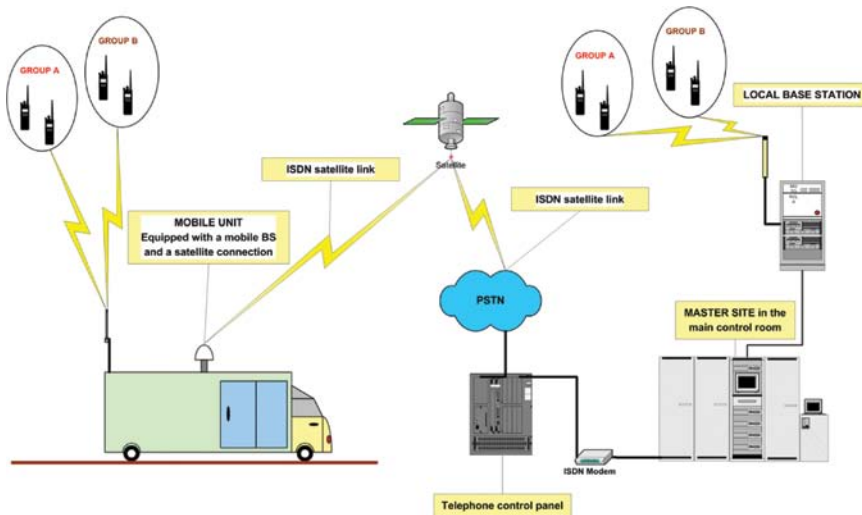 GROUP A
GROUP B
GROUP A
GROUP B
LOCAL BASE STATION
Satellite
ISDN satellite link
ISDN satellite link
MOBILE UNIT
Equipped with a mobile BS
and a satellite connection
PSTN
MASTER SITE in the
main control room
ISDN Modem
Telephone control panel